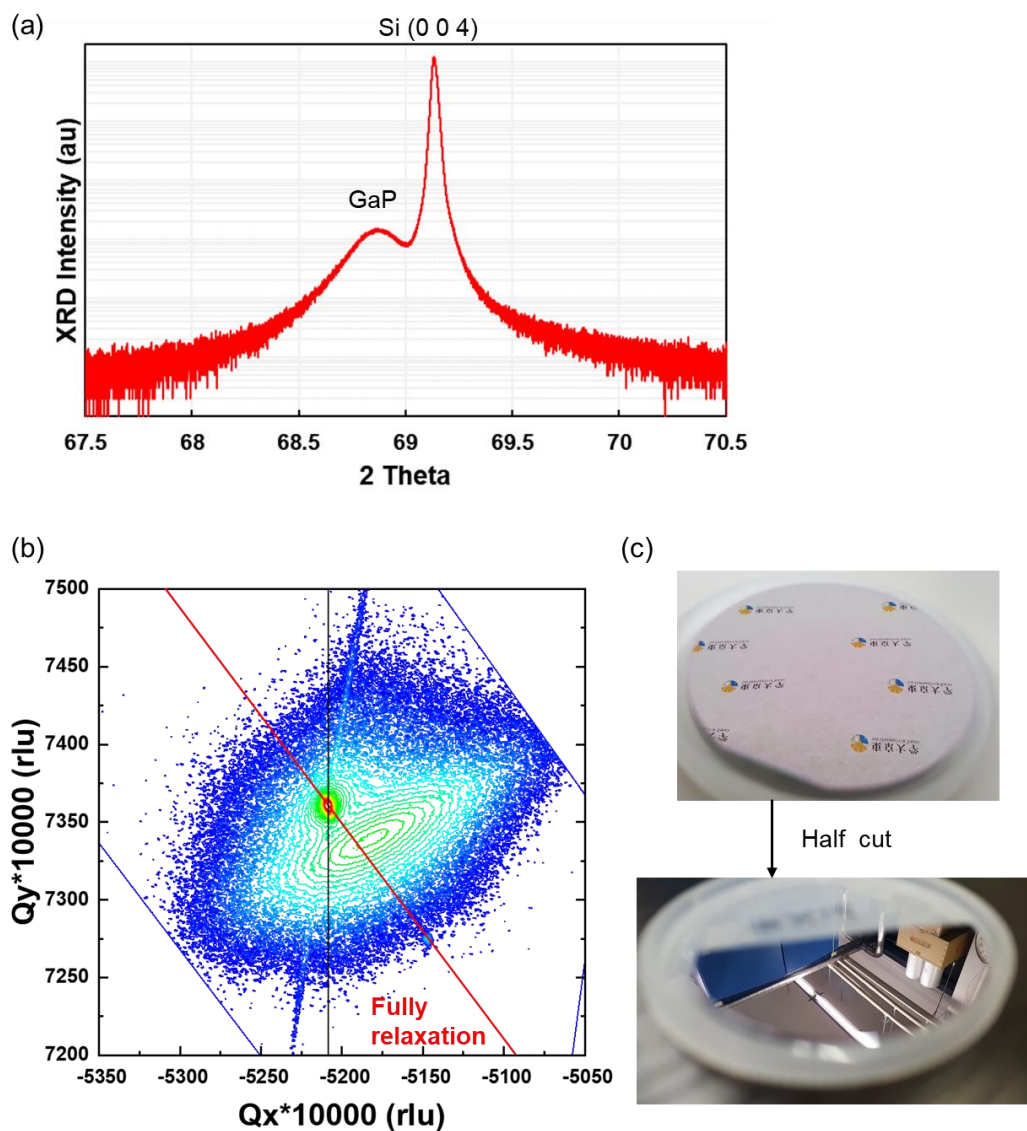 (a)
Si (0 0 4)
XRD Intensity (au)
GaP
67.5 68 68.5 69 69.5 70 70.5
2 Theta
(b)
(c)
Qy*10000 (rlu)
7500
7450
7400
7350
7300
7250
7200
Fully
relaxation
-5350 -5300 -5250 -5200 -5150 -5100 -5050
Qx*10000 (rlu)
Half cut